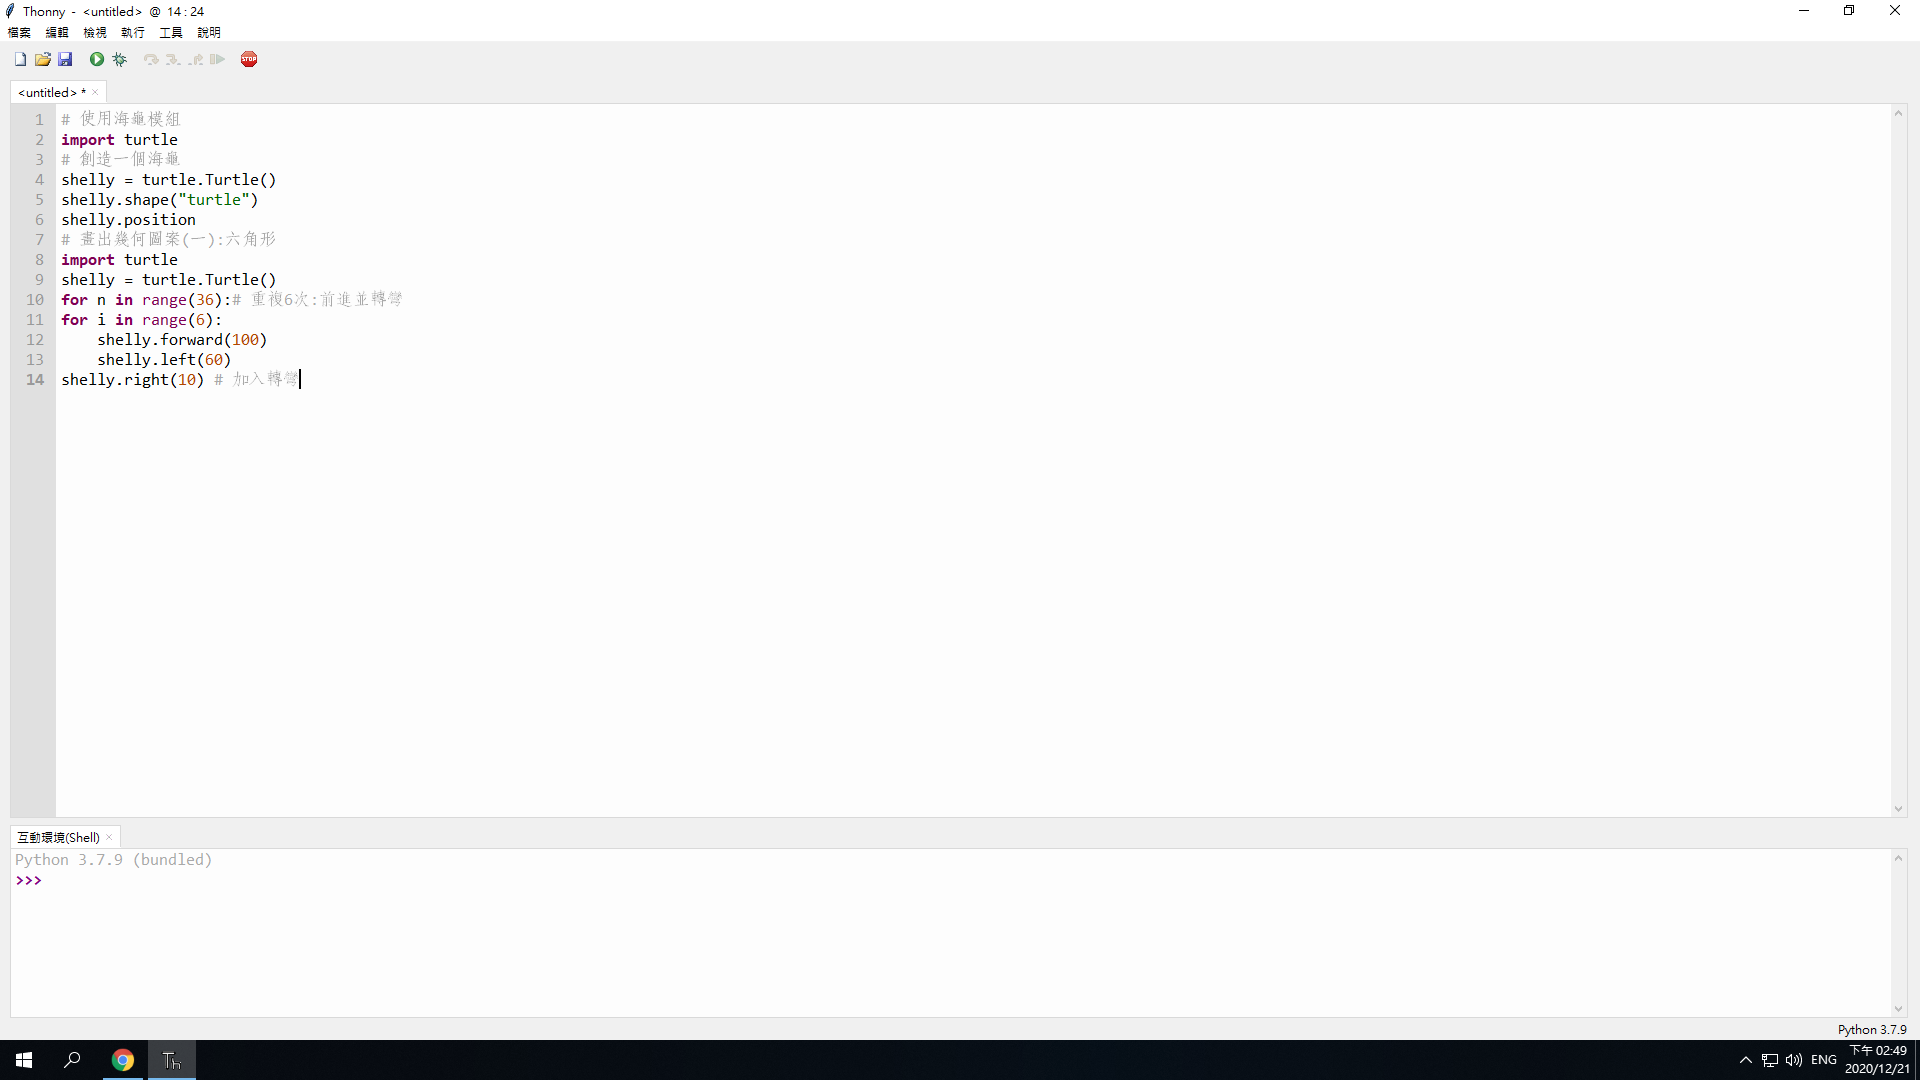 Thonny - <untitled> @ 14 : 24
檔案 編輯 檢視 執行 工具 說明
STOP
<untitled> * ×
1 # 使用海龜模組
2 import turtle
3 # 創造一個海龜
4 shelly = turtle.Turtle()
5 shelly.shape("turtle")
6 shelly.position
7 # 畫出幾何圖案(一):六角形
8 import turtle
9 shelly = turtle.Turtle()
10 for n in range(36):# 重複6次:前進並轉彎
11 for i in range(6):
12     shelly.forward(100)
13     shelly.left(60)
14 shelly.right(10) # 加入轉彎
互動環境(Shell) ×
Python 3.7.9 (bundled)
>>>
Python 3.7.9
Th
ENG
下午 02:49
2020/12/21